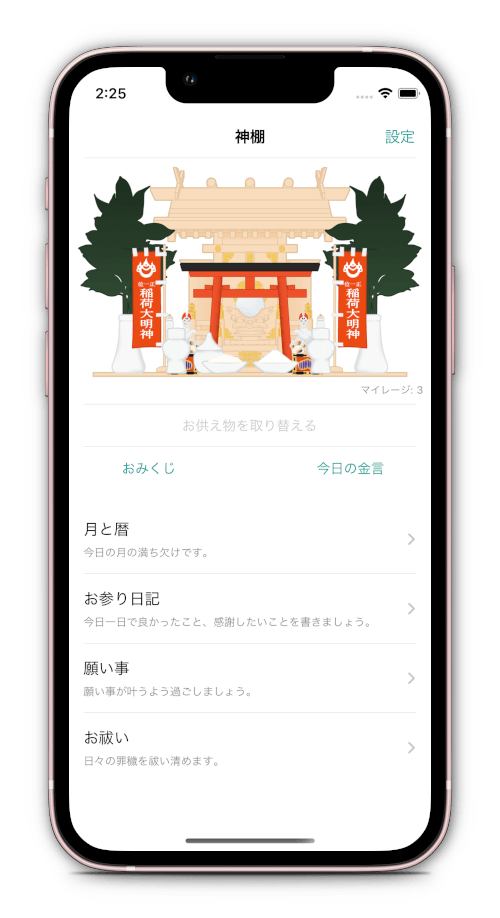 2:25
神棚
設定
正一位
稲荷大明神
正一位
稲荷大明神
マイレージ: 3
お供え物を取り替える
おみくじ
今日の金言
月と暦
今日の月の満ち欠けです。
お参り日記
今日一日で良かったこと、感謝したいことを書きましょう。
願い事
願い事が叶うよう過ごしましょう。
お祓い
日々の罪穢を祓い清めます。